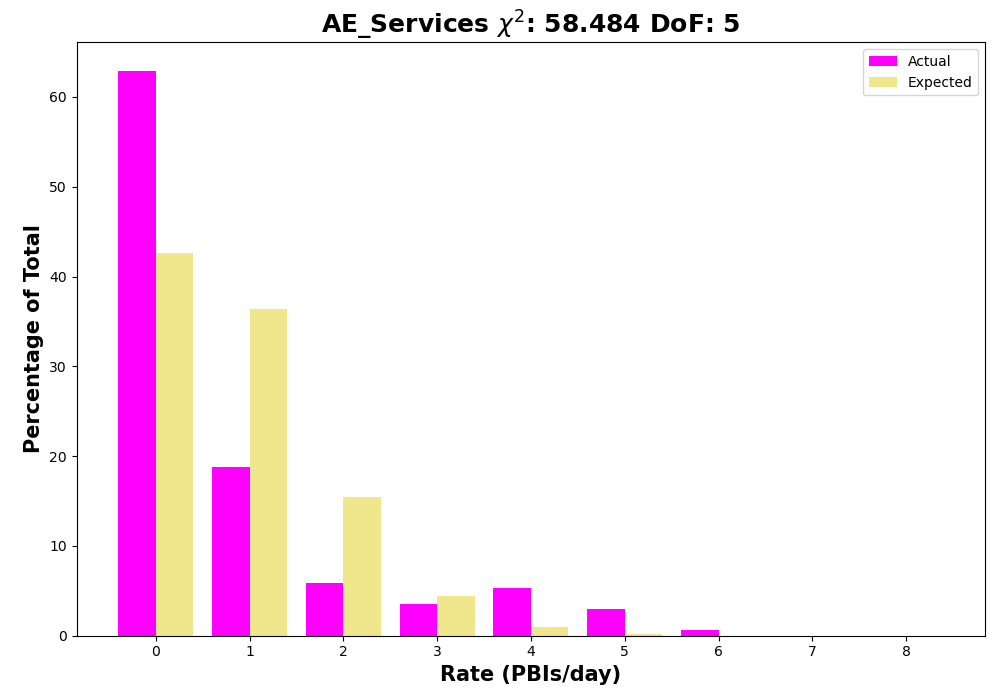 AE_Services χ²: 58.484 DoF: 5
Actual
Expected
Percentage of Total
60
50
40
30
20
10
0
0 1 2 3 4 5 6 7 8
Rate (PBIs/day)